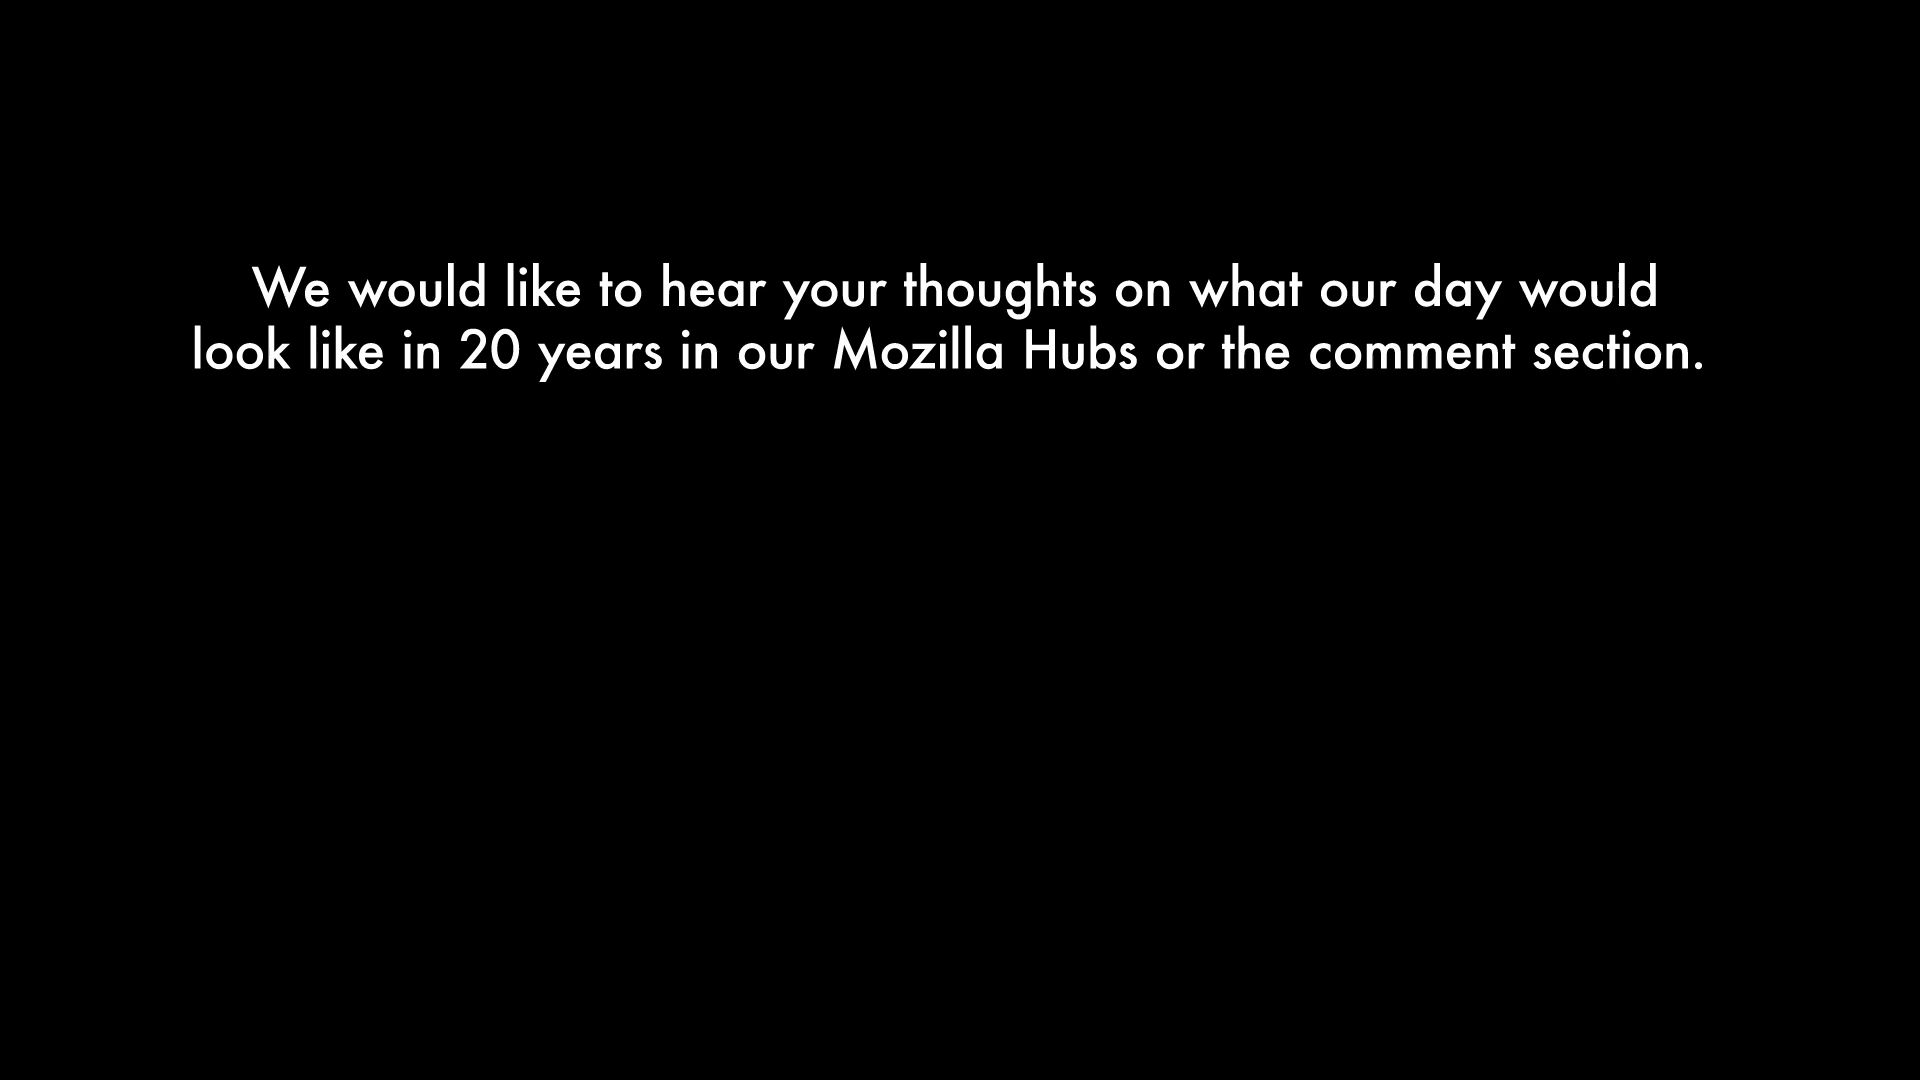 We would like to hear your thoughts on what our day would
look like in 20 years in our Mozilla Hubs or the comment section.